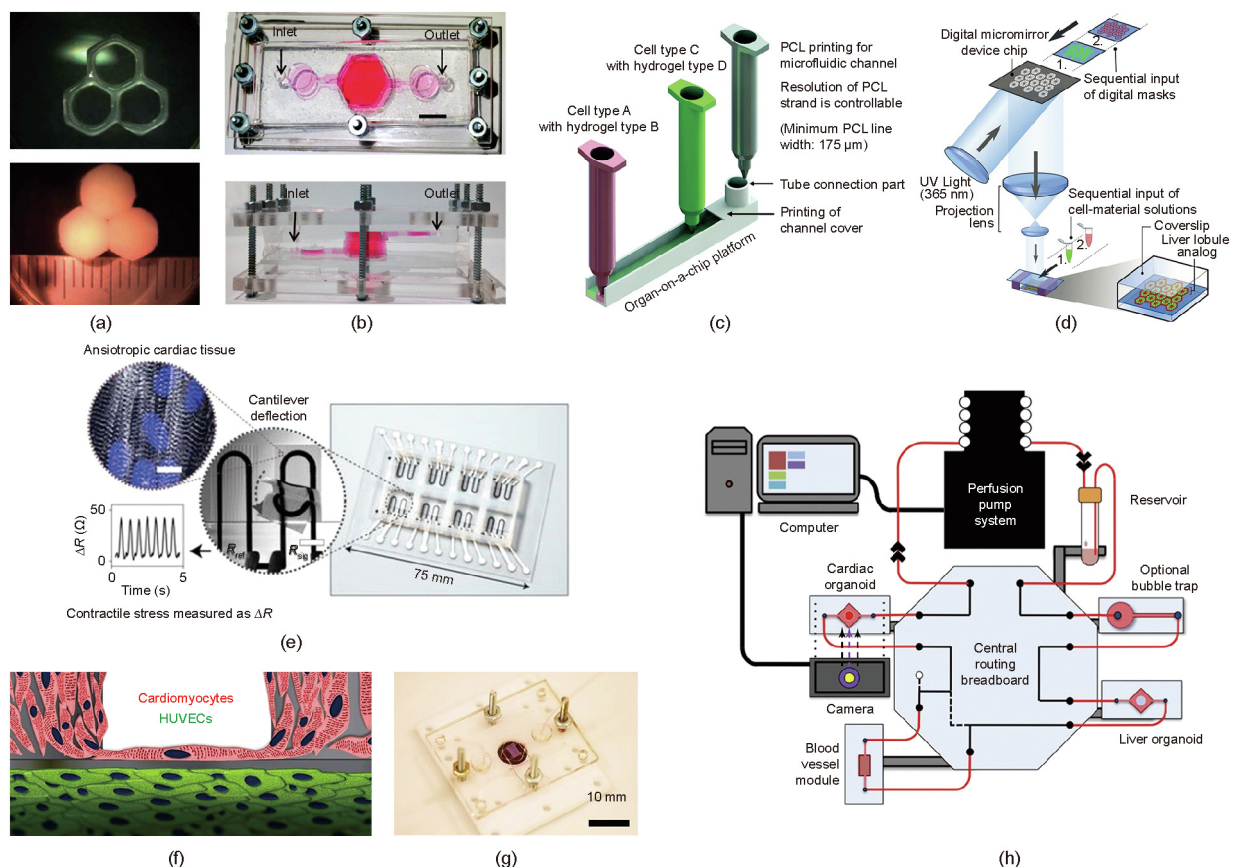 Inlet
Outlet
Inlet
Outlet
(a)
(b)
Cell type A
with hydrogel type B
Cell type C
with hydrogel type D
PCL printing for
microfluidic channel
Resolution of PCL
strand is controllable
(Minimum PCL line
width: 175 μm)
Tube connection part
Printing of
channel cover
Organ-on-a-chip platform
(c)
Digital micromirror
device chip
1.
2.
Sequential input
of digital masks
UV Light
(365 nm)
Projection
lens
Sequential input of
cell-material solutions
1.
2.
Coverslip
Liver lobule
analog
(d)
Ansiotropic cardiac tissue
Cantilever
deflection
Rref
Rsig
50
0
ΔR (Ω)
0
5
Time (s)
Contractile stress measured as ΔR
75 mm
(e)
Cardiomyocytes
HUVECs
(f)
10 mm
(g)
Computer
Perfusion
pump
system
Reservoir
Cardiac
organoid
Optional
bubble trap
Central
routing
breadboard
Camera
Blood
vessel
module
Liver organoid
(h)